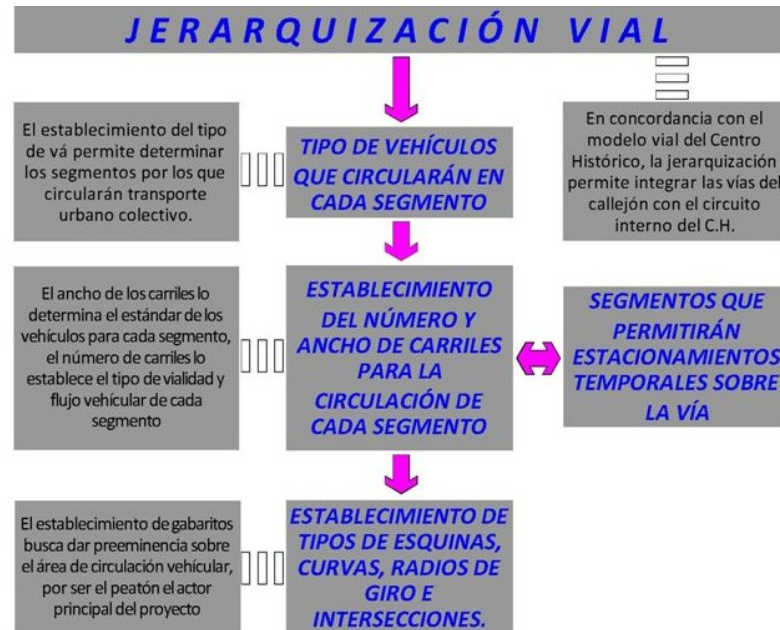 JERARQUIZACIÓN VIAL
El establecimiento del tipo
de vá permite determinar
los segmentos por los que
circularán transporte
urbano colectivo.
TIPO DE VEHÍCULOS
QUE CIRCULARÁN EN
CADA SEGMENTO
En concordancia con el
modelo vial del Centro
Histórico, la jerarquización
permite integrar las vías del
callejón con el circuito
interno del C.H.
El ancho de los carriles lo
determina el estándar de los
vehículos para cada segmento,
el número de carriles lo
establece el tipo de vialidad y
flujo vehícular de cada
segmento
ESTABLECIMIENTO
DEL NÚMERO Y
ANCHO DE CARRILES
PARA LA
CIRCULACIÓN DE
CADA SEGMENTO
SEGMENTOS QUE
PERMITIRÁN
ESTACIONAMIENTOS
TEMPORALES SOBRE
LA VÍA
El establecimiento de gabaritos
busca dar preeminencia sobre
el área de circulación vehícular,
por ser el peatón el actor
principal del proyecto
ESTABLECIMIENTO DE
TIPOS DE ESQUINAS,
CURVAS, RADIOS DE
GIRO E
INTERSECCIONES.